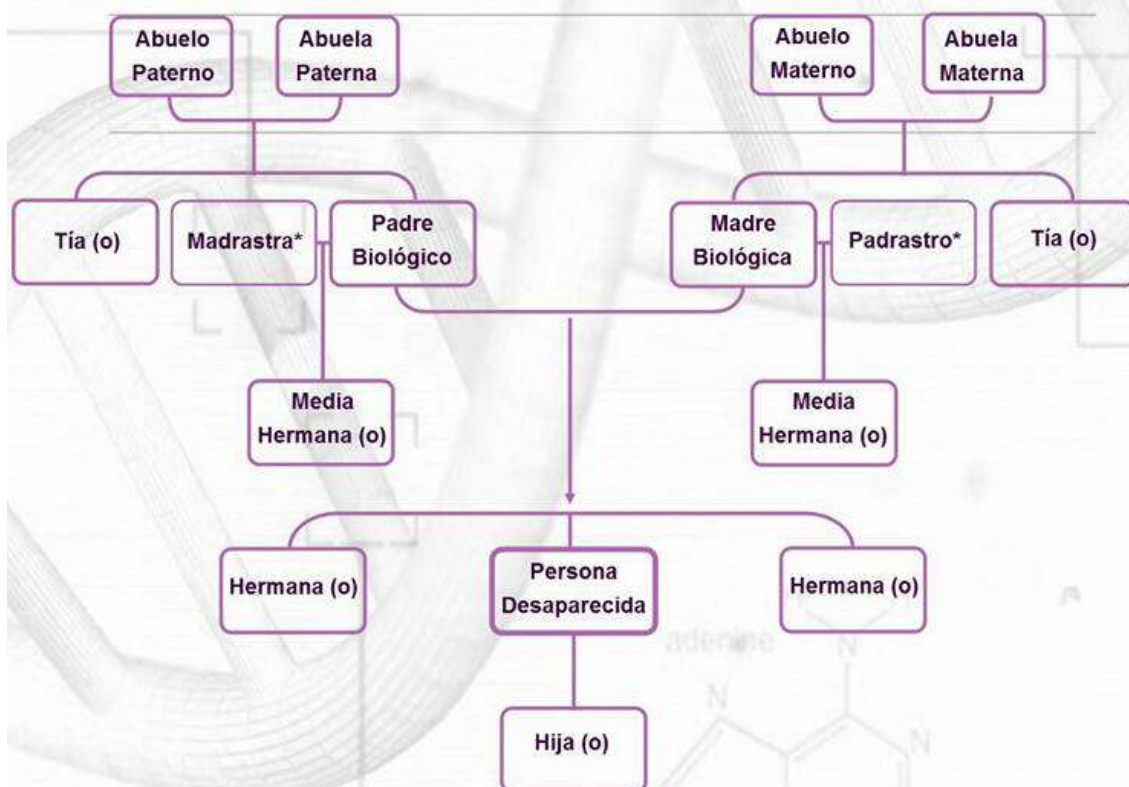 Abuelo
Paterno
Abuela
Paterna
Abuelo
Materno
Abuela
Materna
Tía (o)
Madrastra*
Padre
Biológico
Madre
Biológica
Padrastro*
Tía (o)
Media
Hermana (o)
Media
Hermana (o)
Hermana (o)
Persona
Desaparecida
Hermana (o)
adenine
N
N
N
Hija (o)